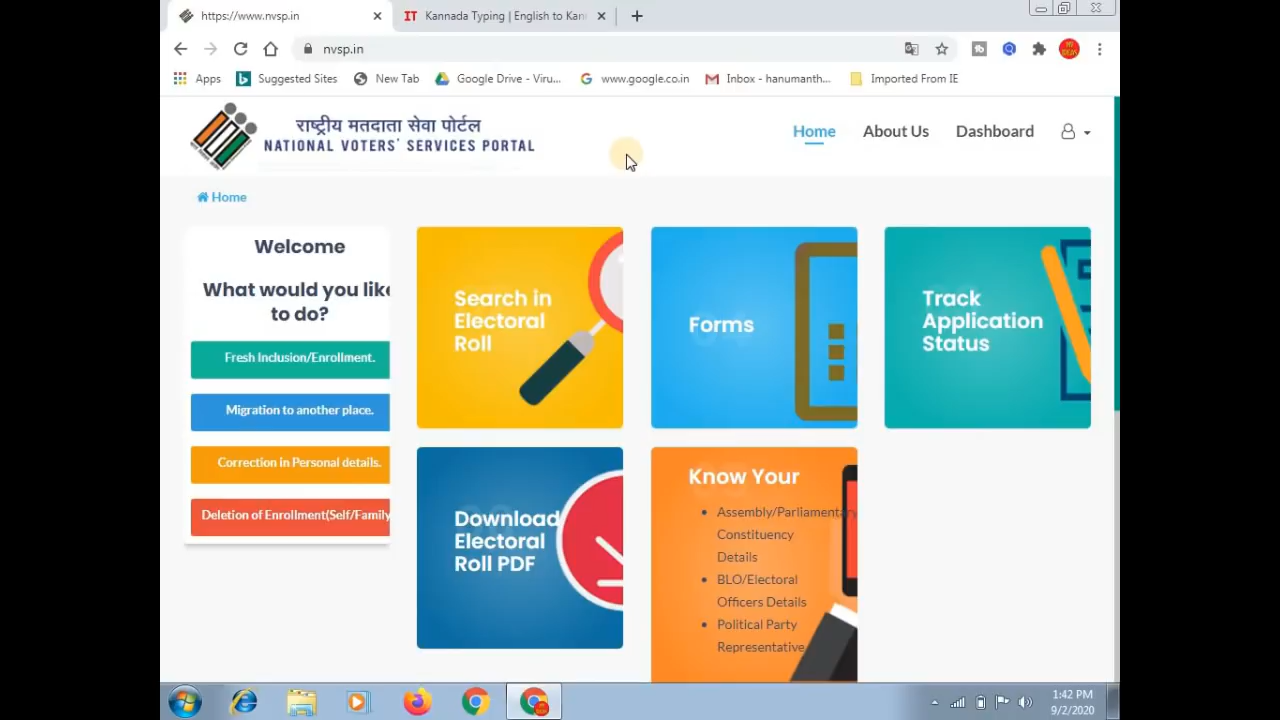 https://www.nvsp.in
Kannada Typing | English to Kan
nvsp.in
Apps
Suggested Sites
New Tab
Google Drive - Viru...
www.google.co.in
Inbox - hanumanth...
Imported From IE
राष्ट्रीय मतदाता सेवा पोर्टल
NATIONAL VOTERS' SERVICES PORTAL
Home
About Us
Dashboard
Home
Welcome
What would you like
to do?
Fresh Inclusion/Enrollment.
Migration to another place.
Correction in Personal details.
Deletion of Enrollment(Self/Family
Search in
Electoral
Roll
Forms
Track
Application
Status
Download
Electoral
Roll PDF
Know Your
Assembly/Parliamentary
Constituency
Details
BLO/Electoral
Officers Details
Political Party
Representative
1:42 PM
9/2/2020